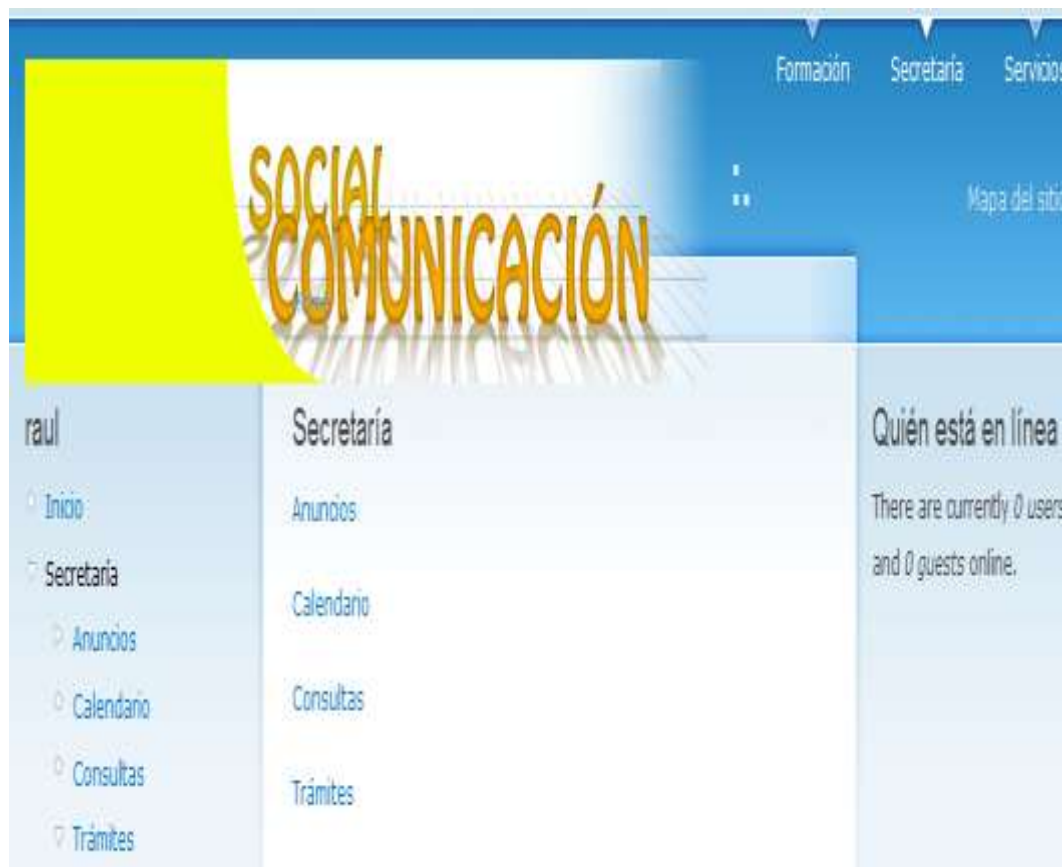 Formación
Secretaría
Servicios
SOCIAL
COMUNICACIÓN
Mapa del sitio
raul
Inicio
Secretaría
Anuncios
Calendario
Consultas
Trámites
Secretaría
Anuncios
Calendario
Consultas
Trámites
Quién está en línea
There are currently 0 users
and 0 guests online.